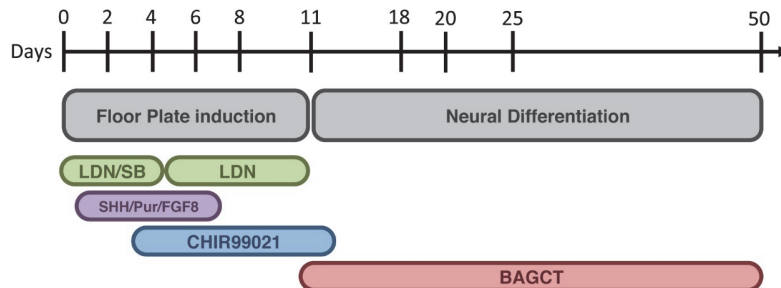 0 2 4 6 8 11 18 20 25 50
Days
Floor Plate induction Neural Differentiation
LDN/SB LDN
SHH/Pur/FGF8
CHIR99021
BAGCT